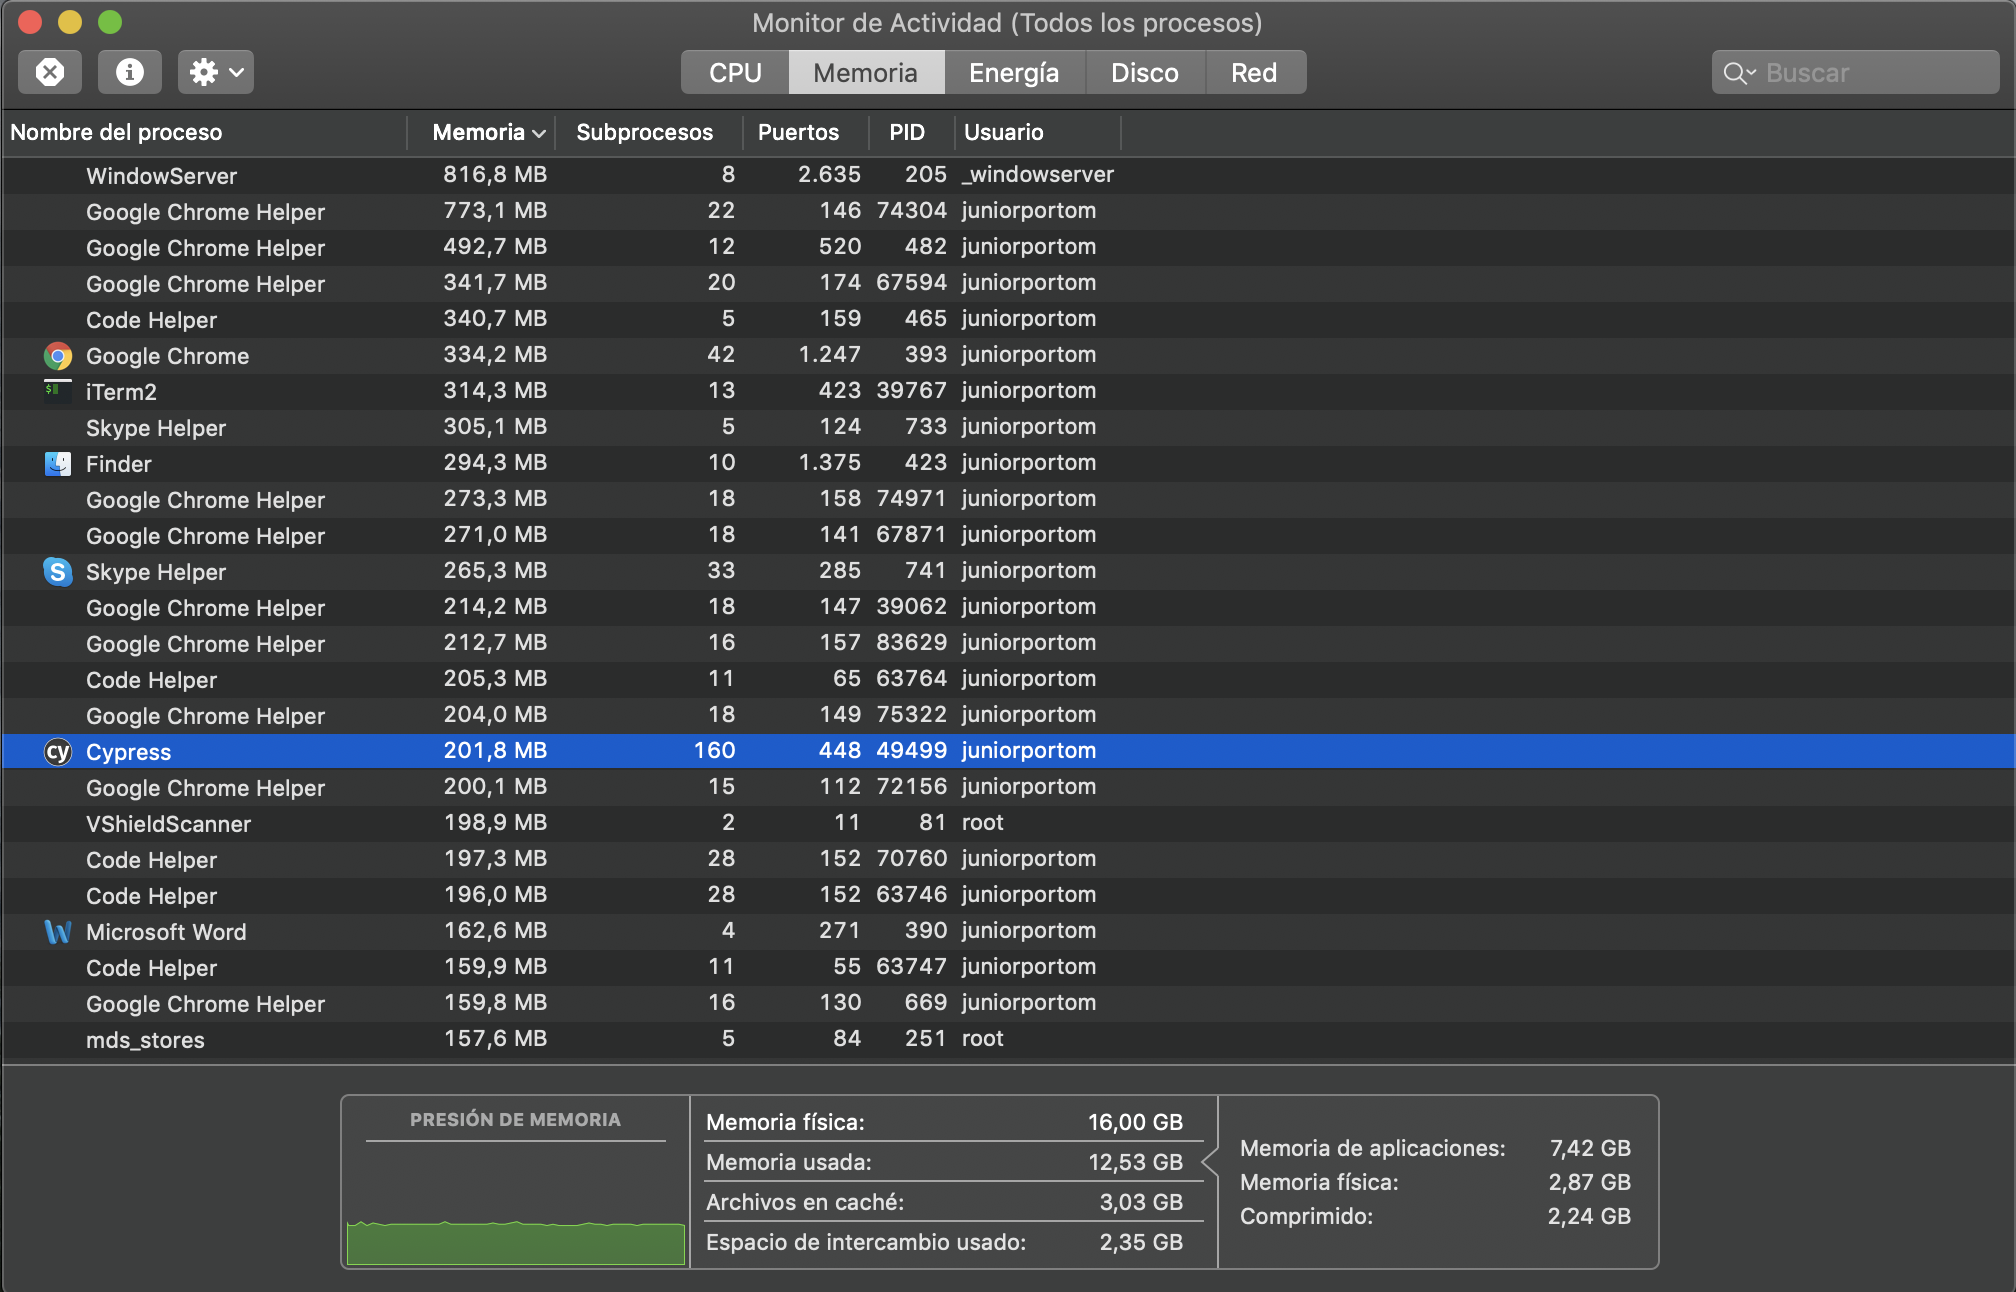 Monitor de Actividad (Todos los procesos)
CPU Memoria Energía Disco Red Buscar
Nombre del proceso Memoria Subprocesos Puertos PID Usuario
WindowServer 816,8 MB 8 2.635 205 _windowserver
Google Chrome Helper 773,1 MB 22 146 74304 juniorportom
Google Chrome Helper 492,7 MB 12 520 482 juniorportom
Google Chrome Helper 341,7 MB 20 174 67594 juniorportom
Code Helper 340,7 MB 5 159 465 juniorportom
Google Chrome 334,2 MB 42 1.247 393 juniorportom
$ iTerm2 314,3 MB 13 423 39767 juniorportom
Skype Helper 305,1 MB 5 124 733 juniorportom
Finder 294,3 MB 10 1.375 423 juniorportom
Google Chrome Helper 273,3 MB 18 158 74971 juniorportom
Google Chrome Helper 271,0 MB 18 141 67871 juniorportom
S Skype Helper 265,3 MB 33 285 741 juniorportom
Google Chrome Helper 214,2 MB 18 147 39062 juniorportom
Google Chrome Helper 212,7 MB 16 157 83629 juniorportom
Code Helper 205,3 MB 11 65 63764 juniorportom
Google Chrome Helper 204,0 MB 18 149 75322 juniorportom
cy Cypress 201,8 MB 160 448 49499 juniorportom
Google Chrome Helper 200,1 MB 15 112 72156 juniorportom
VShieldScanner 198,9 MB 2 11 81 root
Code Helper 197,3 MB 28 152 70760 juniorportom
Code Helper 196,0 MB 28 152 63746 juniorportom
W Microsoft Word 162,6 MB 4 271 390 juniorportom
Code Helper 159,9 MB 11 55 63747 juniorportom
Google Chrome Helper 159,8 MB 16 130 669 juniorportom
mds_stores 157,6 MB 5 84 251 root
PRESIÓN DE MEMORIA
Memoria física: 16,00 GB
Memoria usada: 12,53 GB
Archivos en caché: 3,03 GB
Espacio de intercambio usado: 2,35 GB
Memoria de aplicaciones: 7,42 GB
Memoria física: 2,87 GB
Comprimido: 2,24 GB